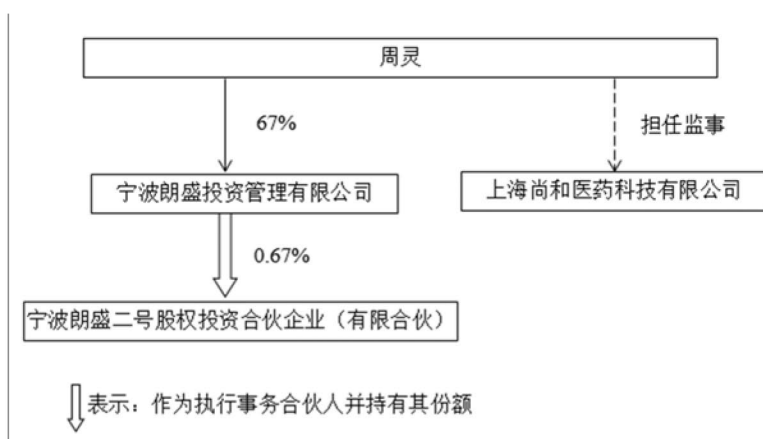 周灵
67%
担任监事
宁波朗盛投资管理有限公司
上海尚和医药科技有限公司
0.67%
宁波朗盛二号股权投资合伙企业（有限合伙）
表示：作为执行事务合伙人并持有其份额